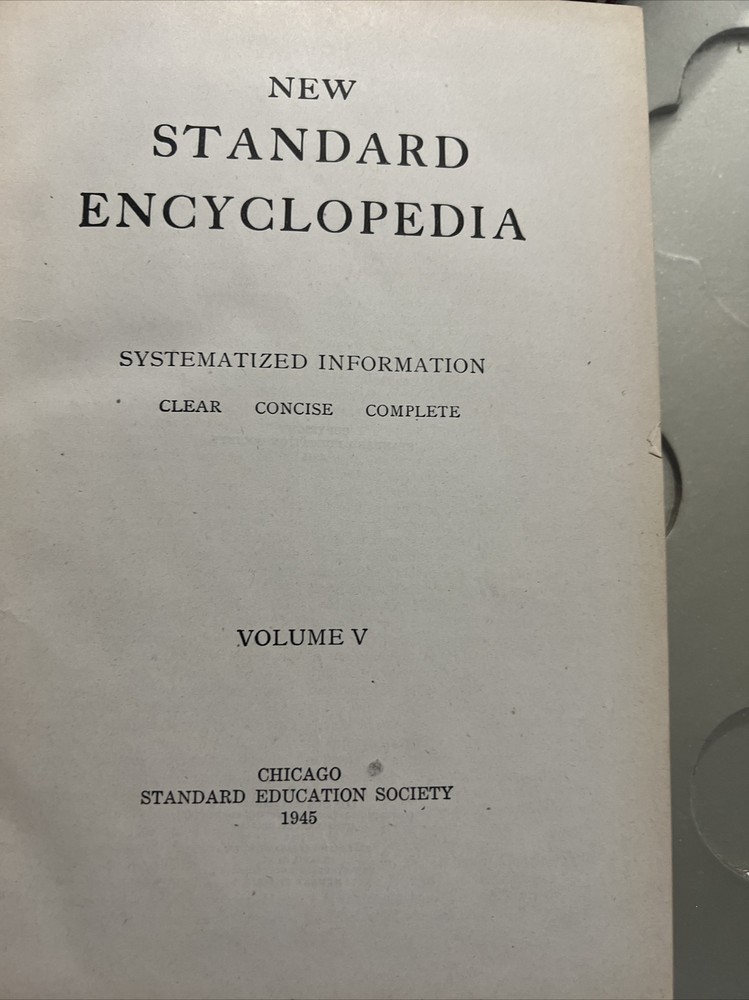 NEW
STANDARD
ENCYCLOPEDIA
SYSTEMATIZED INFORMATION
CLEAR CONCISE COMPLETE
VOLUME V
CHICAGO
STANDARD EDUCATION SOCIETY
1945